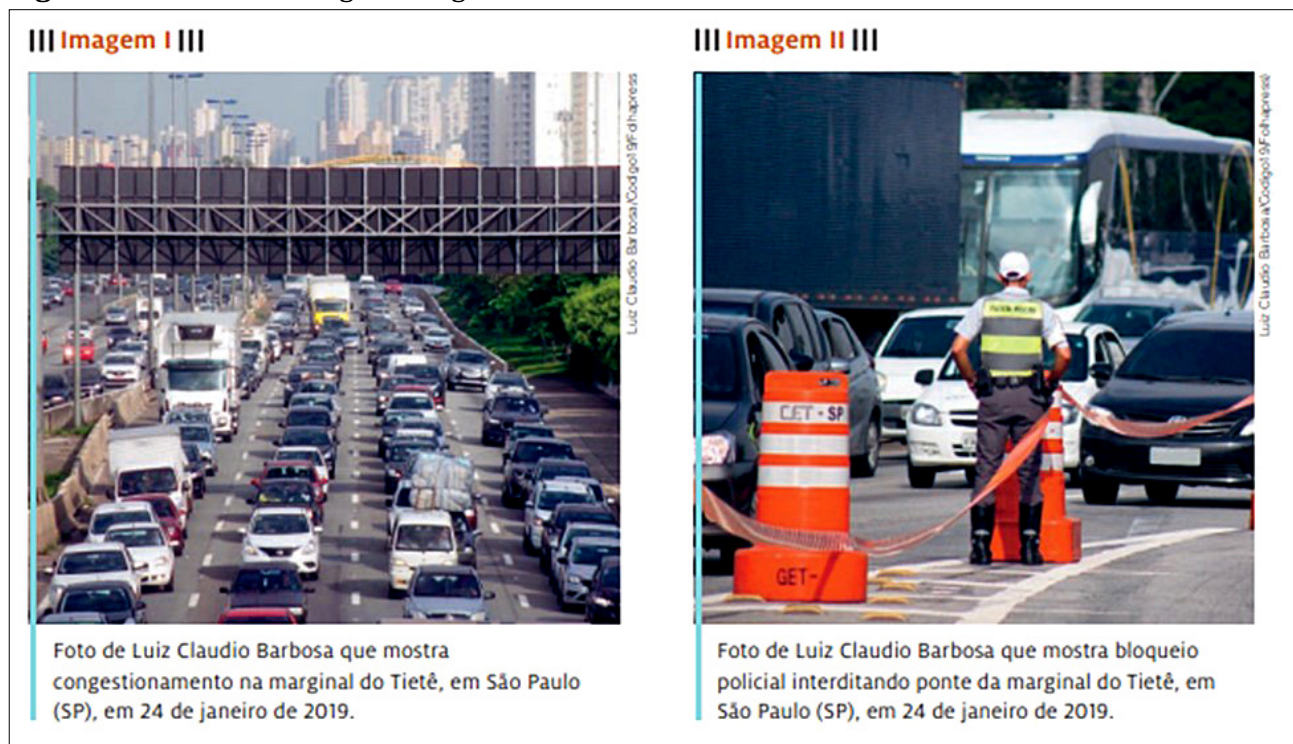 ||| Imagem I |||
Luiz Claudio Barbosa/Codigo19/Folhapress
Foto de Luiz Claudio Barbosa que mostra
congestionamento na marginal do Tietê, em São Paulo
(SP), em 24 de janeiro de 2019.
||| Imagem II |||
CET - SP
GET-
Luiz Claudio Barbosa/Codigo19/Folhapress
Foto de Luiz Claudio Barbosa que mostra bloqueio
policial interditando ponte da marginal do Tietê, em
São Paulo (SP), em 24 de janeiro de 2019.